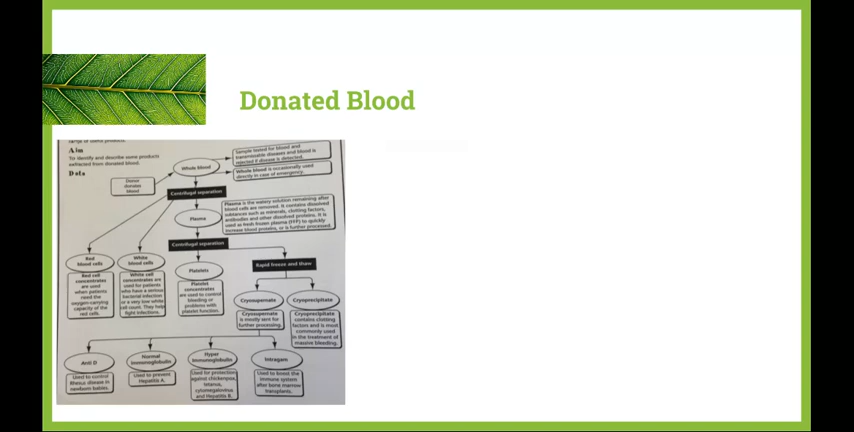 Donated Blood
Aim
To identify and describe some products
extracted from donated blood.
Data
Whole blood
Sample tested for blood and
transmissible diseases and blood is
rejected if disease is detected.
Whole blood is occasionally used
directly in case of emergency.
Donor
donates
blood
Centrifugal separation
Plasma
Plasma is the watery solution remaining after
blood cells are removed. It contains dissolved
substances such as minerals, clotting factors,
antibodies and other dissolved proteins. It is
used as fresh frozen plasma (FFP) to quickly
increase blood proteins, or is further processed.
Centrifugal separation
Red
blood cells
White
blood cells
Platelets
Rapid freeze and thaw
Red cell
concentrates
are used
when patients
need the
oxygen-carrying
capacity of the
red cells.
White cell
concentrates are
used for patients
who have a serious
bacterial infection
or a very low white
cell count. They help
fight infections.
Platelet
concentrates
are used to control
bleeding or
problems with
platelet function.
Cryosupernate
Cryoprecipitate
Cryosupernate
is mostly sent for
further processing.
Cryoprecipitate
contains clotting
factors and is most
commonly used
in the treatment of
massive bleeding.
Anti D
Normal
immunoglobulin
Hyper
immunoglobulin
Intragam
Used to control
Rhesus disease in
newborn babies.
Used to prevent
Hepatitis A.
Used for protection
against chickenpox,
tetanus,
cytomegalovirus
and Hepatitis B.
Used to boost the
immune system
after bone marrow
transplants.